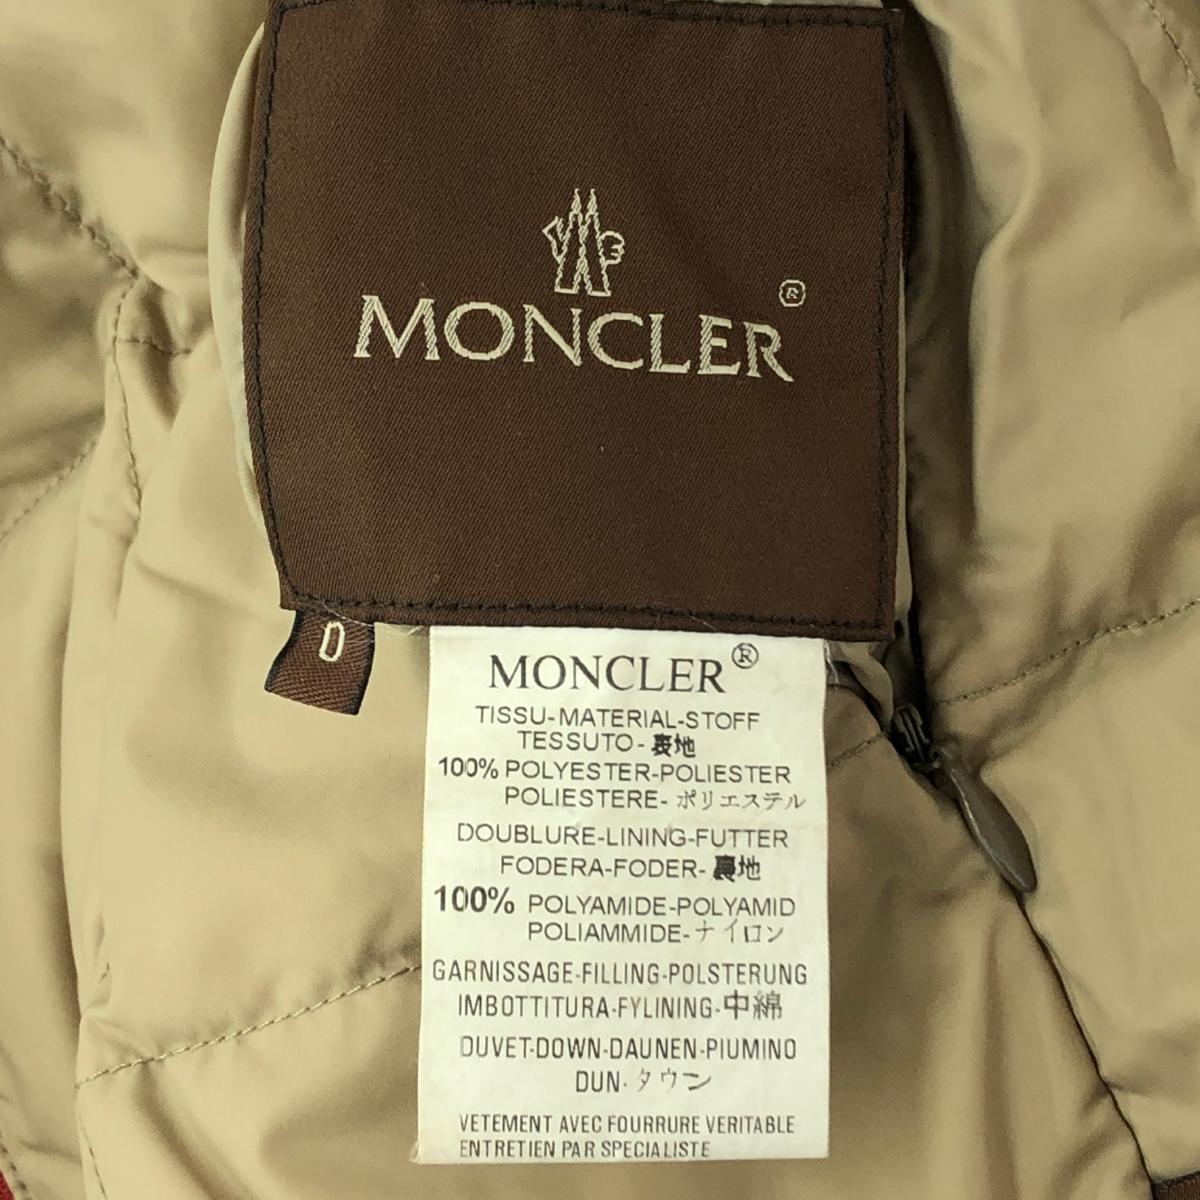 MONCLER®
0
MONCLER®
TISSU-MATERIAL-STOFF
TESSUTO-表地
100% POLYESTER-POLIESTER
POLIESTERE-ポリエステル
DOUBLURE-LINING-FUTTER
FODERA-FODER-裏地
100% POLYAMIDE-POLYAMID
POLIAMMIDE-ナイロン
GARNISSAGE-FILLING-POLSTERUNG
IMBOTTITURA-FYLINING-中綿
DUVET-DOWN-DAUNEN-PIUMINO
DUN-タウン
VETEMENT AVEC FOURRURE VERITABLE
ENTRETIEN PAR SPECIALISTE